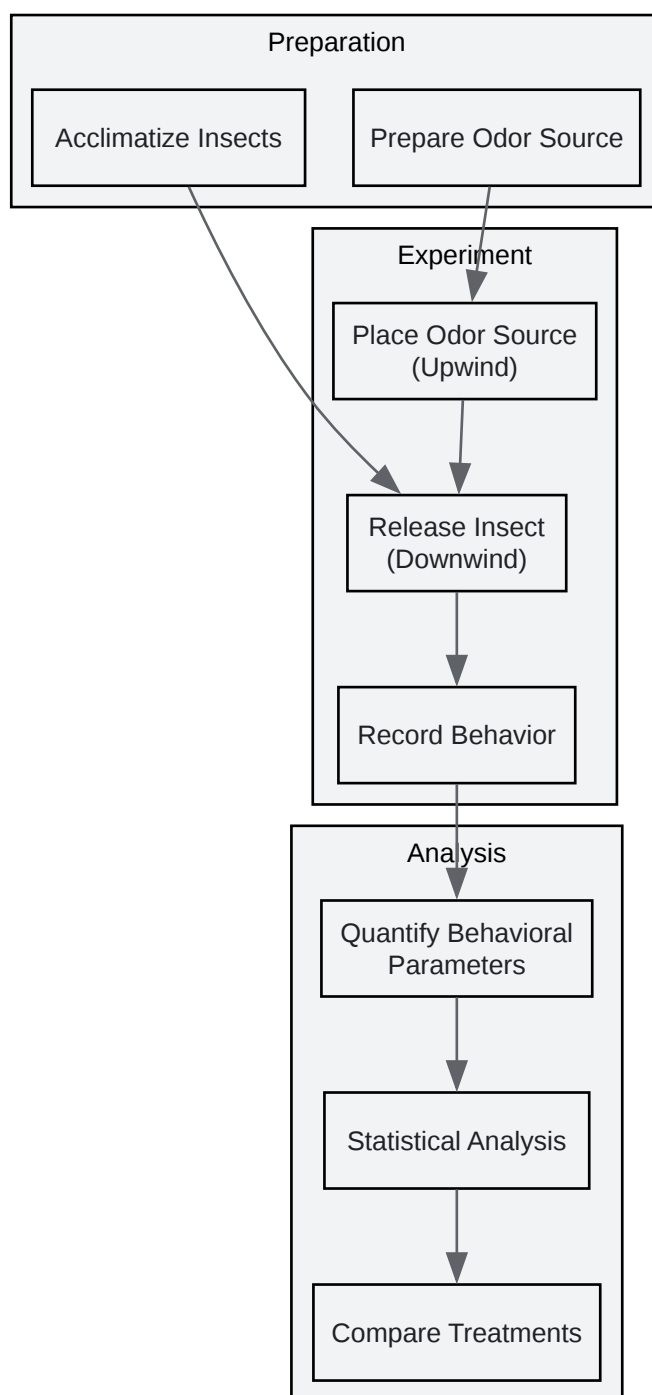 Preparation
Acclimatize Insects
Prepare Odor Source
Experiment
Place Odor Source
(Upwind)
Release Insect
(Downwind)
Record Behavior
Analysis
Quantify Behavioral
Parameters
Statistical Analysis
Compare Treatments